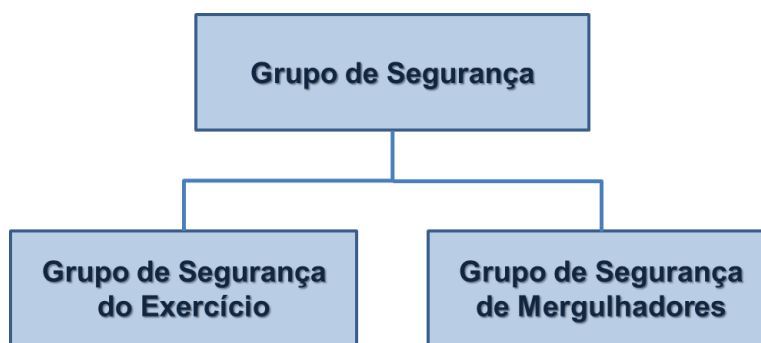 Grupo de Segurança
Grupo de Segurança
do Exercício
Grupo de Segurança
de Mergulhadores